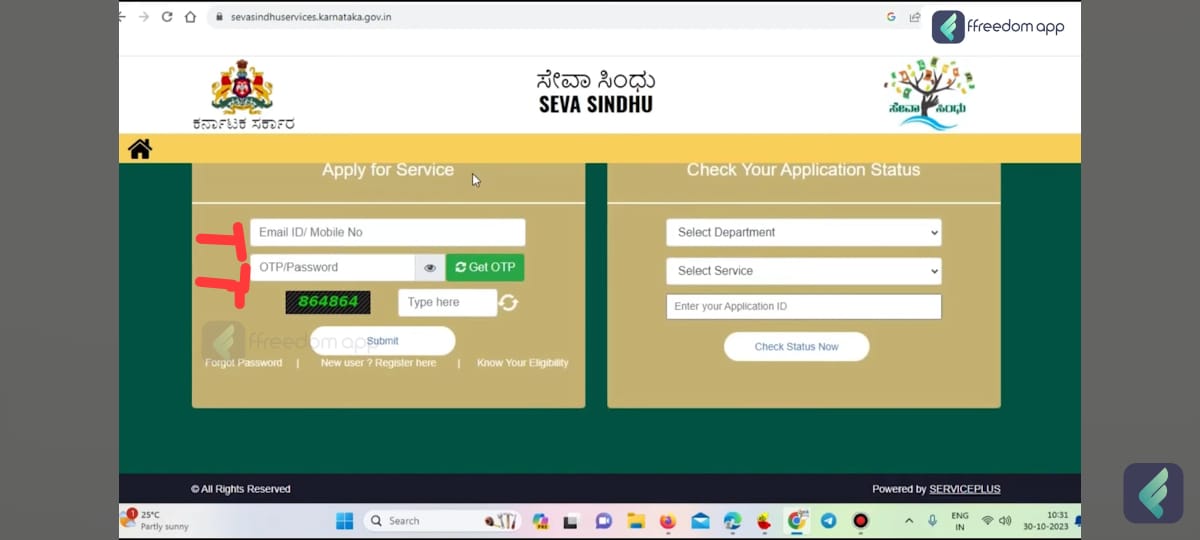 sevasindhuservices.karnataka.gov.in
ffreedom app
ಕರ್ನಾಟಕ ಸರ್ಕಾರ
ಸೇವಾ ಸಿಂಧು
SEVA SINDHU
ಸೇವಾ ಸಿಂಧು
Apply for Service
Email ID/ Mobile No
OTP/Password
Get OTP
864864
Type here
ffreedom app
Submit
Forgot Password | New user ? Register here | Know Your Eligibility
Check Your Application Status
Select Department
Select Service
Enter your Application ID
Check Status Now
© All Rights Reserved
Powered by SERVICEPLUS
1
25°C
Partly sunny
Search
ENG
IN
10:31
30-10-2023